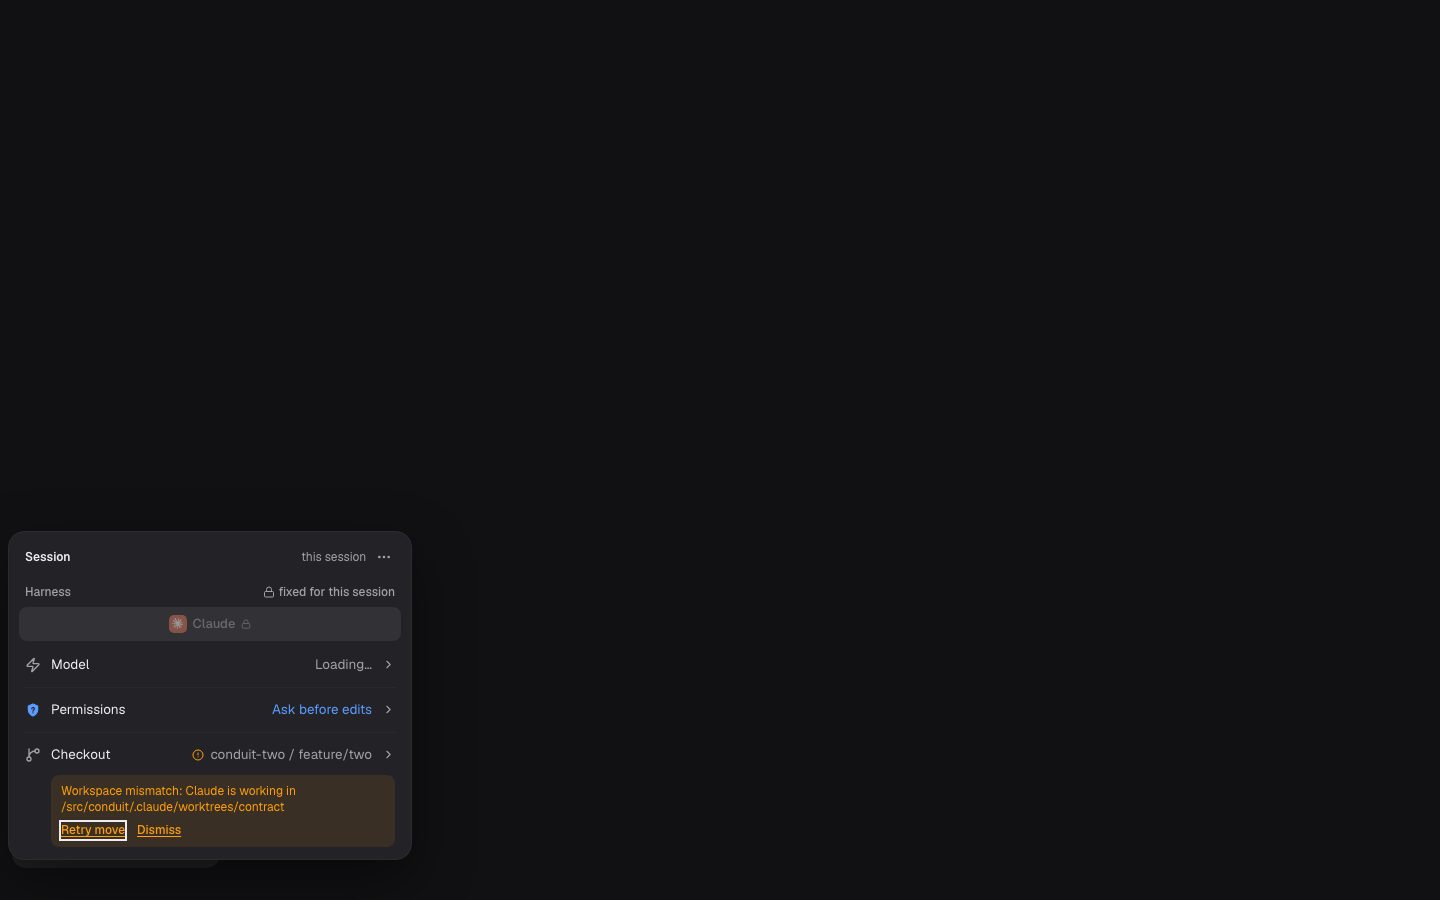 Session this session
Harness fixed for this session
Claude
Model Loading...
Permissions Ask before edits
Checkout conduit-two / feature/two
Workspace mismatch: Claude is working in
/src/conduit/.claude/worktrees/contract
Retry move Dismiss